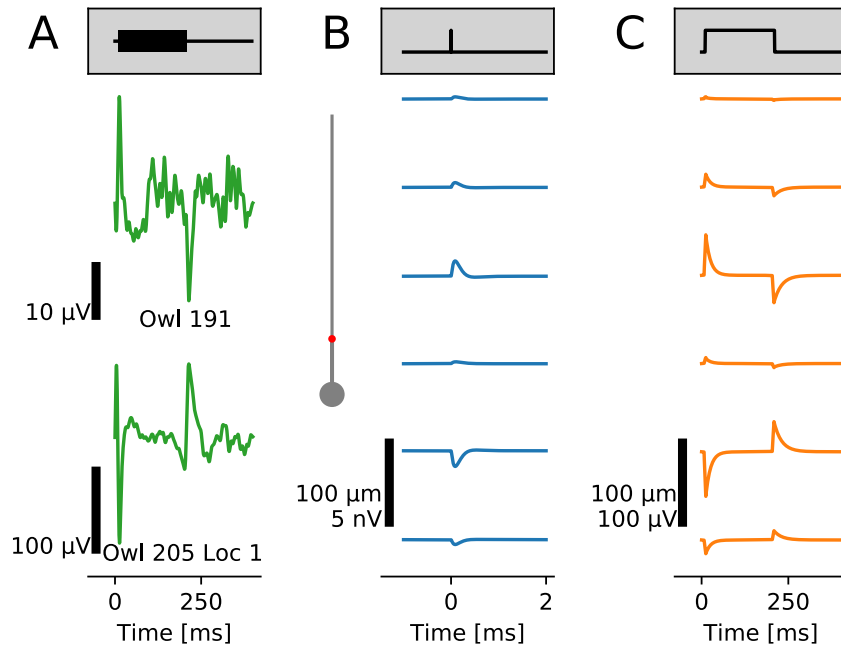 A
B
C
10 µV
Owl 191
100 µm
5 nV
100 µm
100 µV
100 µV
Owl 205 Loc 1
0
250
0
2
0
250
Time [ms]
Time [ms]
Time [ms]